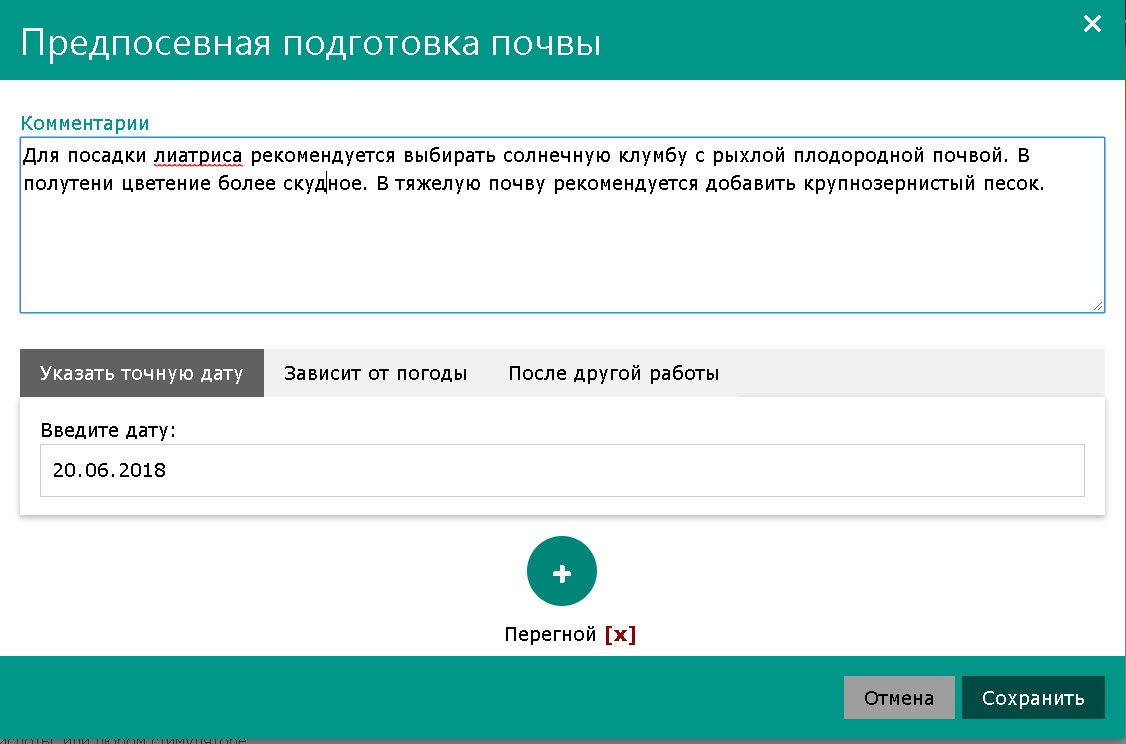 Предпосевная подготовка почвы
×
Комментарии
Для посадки лиатриса рекомендуется выбирать солнечную клумбу с рыхлой плодородной почвой. В
полутени цветение более скудное. В тяжелую почву рекомендуется добавить крупнозернистый песок.
Указать точную дату Зависит от погоды После другой работы
Введите дату:
20.06.2018
+
Перегной [x]
Отмена Сохранить